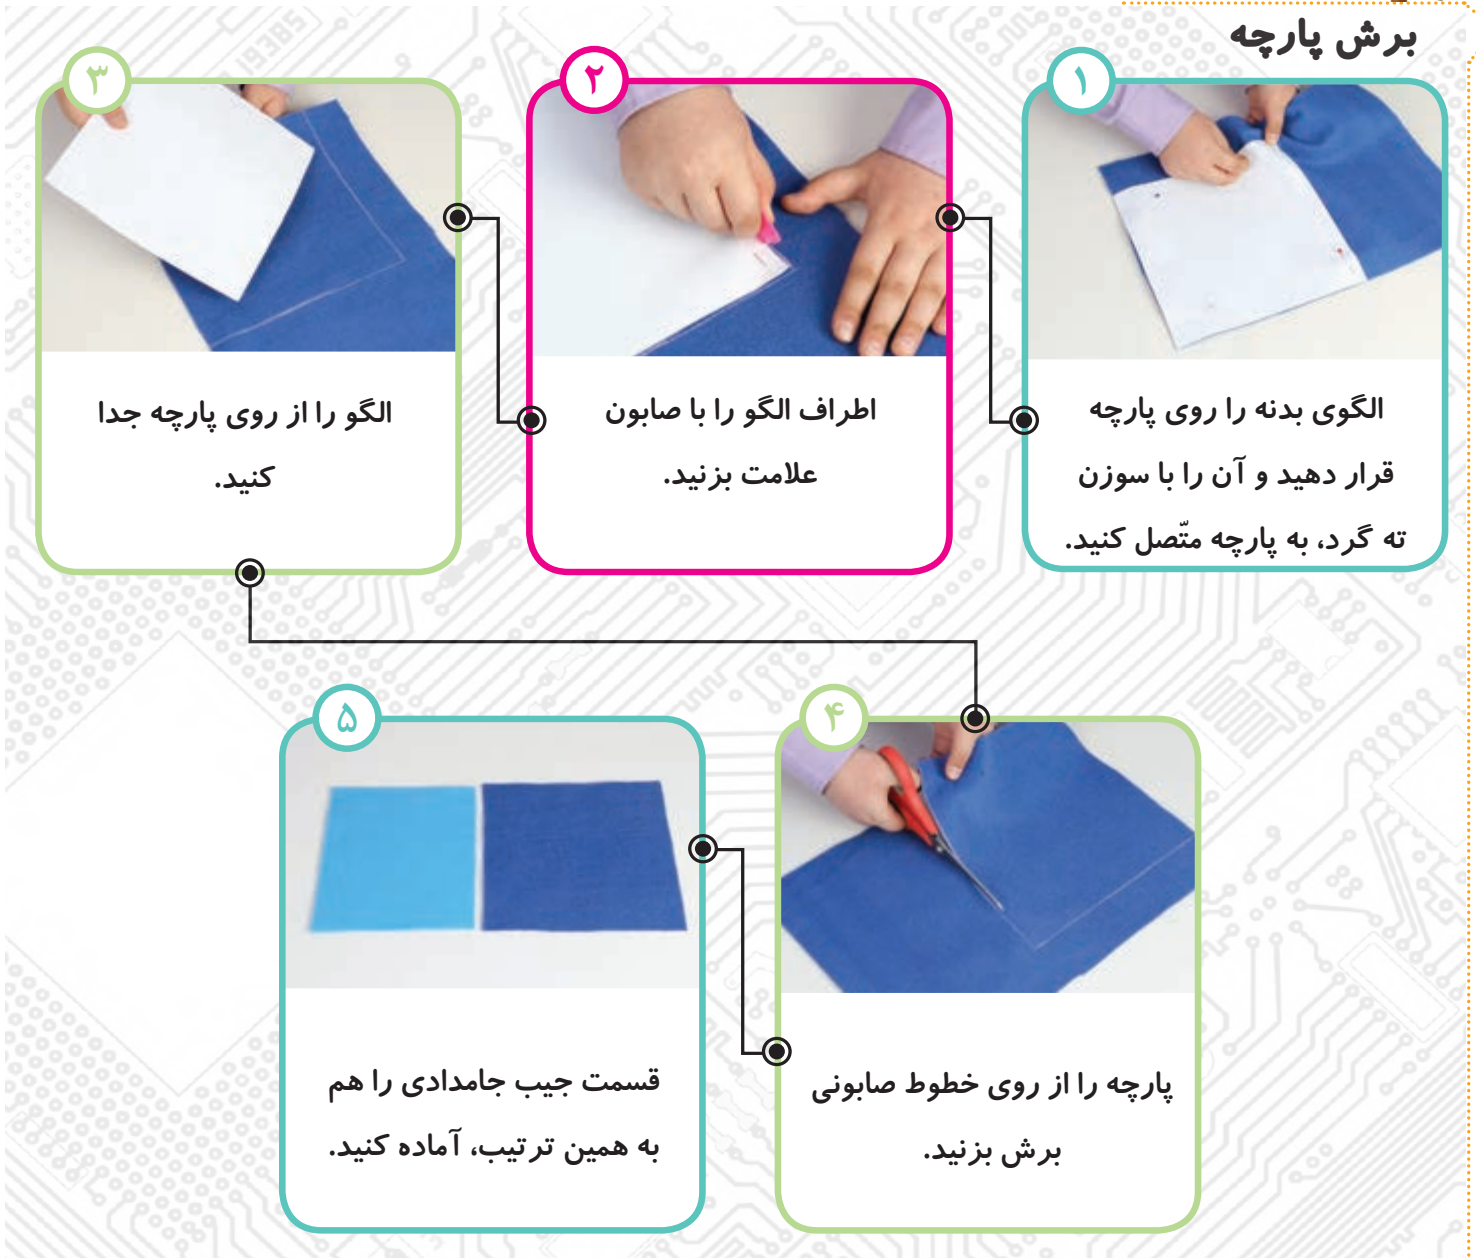 برش پارچه
۱
الگوی بدنه را روی پارچه
قرار دهید و آن را با سوزن
ته گرد، به پارچه متّصل کنید.
۲
اطراف الگو را با صابون
علامت بزنید.
۳
الگو را از روی پارچه جدا
کنید.
۴
پارچه را از روی خطوط صابونی
برش بزنید.
۵
قسمت جیب جامدادی را هم
به همین ترتیب، آماده کنید.